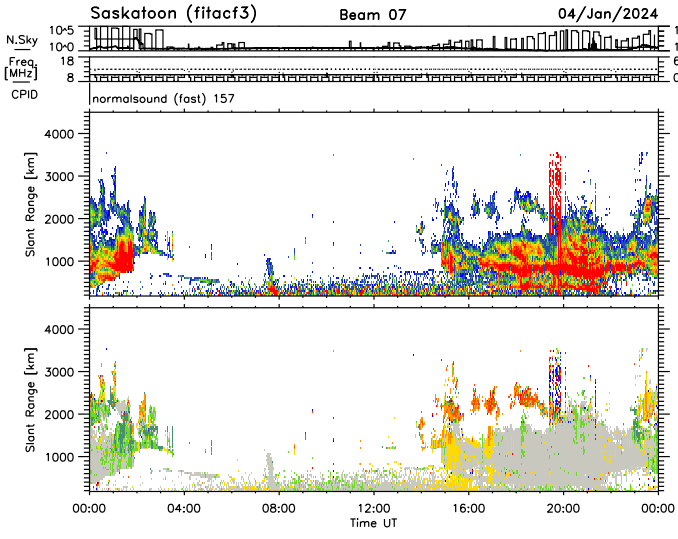 Saskatoon (fitacf3) Beam 07 04/Jan/2024
N.Sky 10^5 10^0 1 1
Freq. [MHz] 18 8 6 0
CPID normalsound (fast) 157
Slant Range [km] 4000 3000 2000 1000
Slant Range [km] 4000 3000 2000 1000
00:00 04:00 08:00 12:00 16:00 20:00 00:00
Time UT